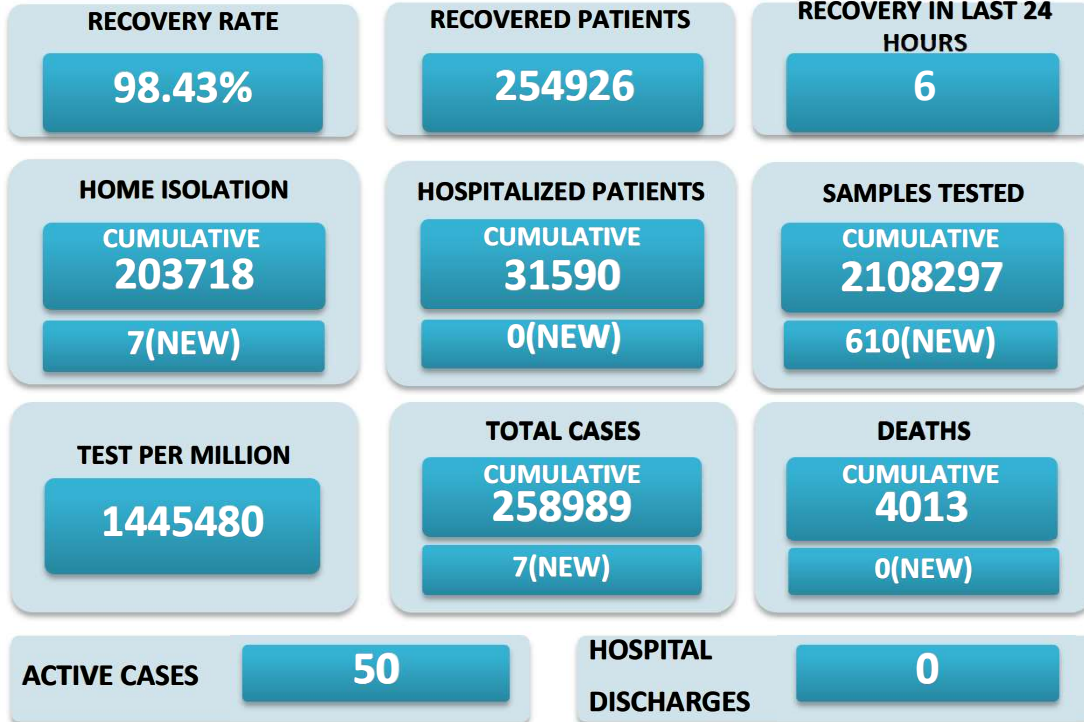 RECOVERY RATE
98.43%
RECOVERED PATIENTS
254926
RECOVERY IN LAST 24
HOURS
6
HOME ISOLATION
CUMULATIVE
203718
7(NEW)
HOSPITALIZED PATIENTS
CUMULATIVE
31590
0(NEW)
SAMPLES TESTED
CUMULATIVE
2108297
610(NEW)
TEST PER MILLION
1445480
TOTAL CASES
CUMULATIVE
258989
7(NEW)
DEATHS
CUMULATIVE
4013
0(NEW)
ACTIVE CASES
50
HOSPITAL
DISCHARGES
0